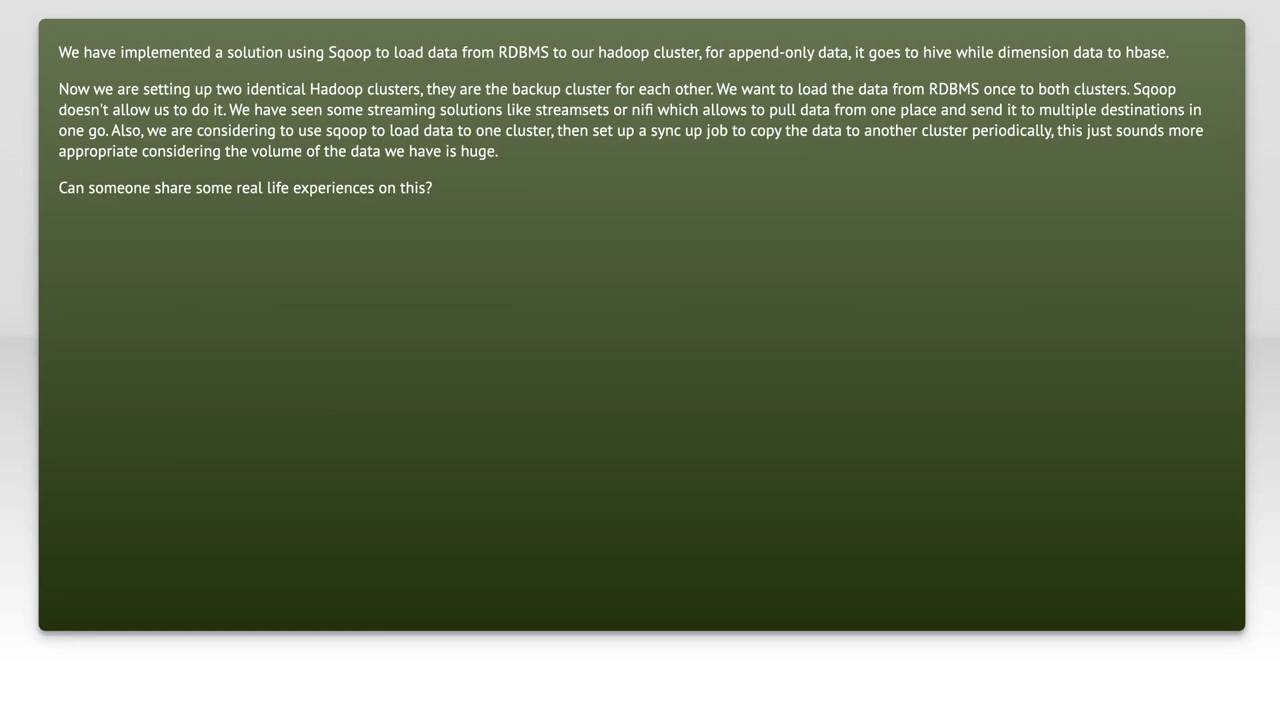 We have implemented a solution using Sqoop to load data from RDBMS to our hadoop cluster, for append-only data, it goes to hive while dimension data to hbase.
Now we are setting up two identical Hadoop clusters, they are the backup cluster for each other. We want to load the data from RDBMS once to both clusters. Sqoop
doesn't allow us to do it. We have seen some streaming solutions like streamsets or nifi which allows to pull data from one place and send it to multiple destinations in
one go. Also, we are considering to use sqoop to load data to one cluster, then set up a sync up job to copy the data to another cluster periodically, this just sounds more
appropriate considering the volume of the data we have is huge.
Can someone share some real life experiences on this?